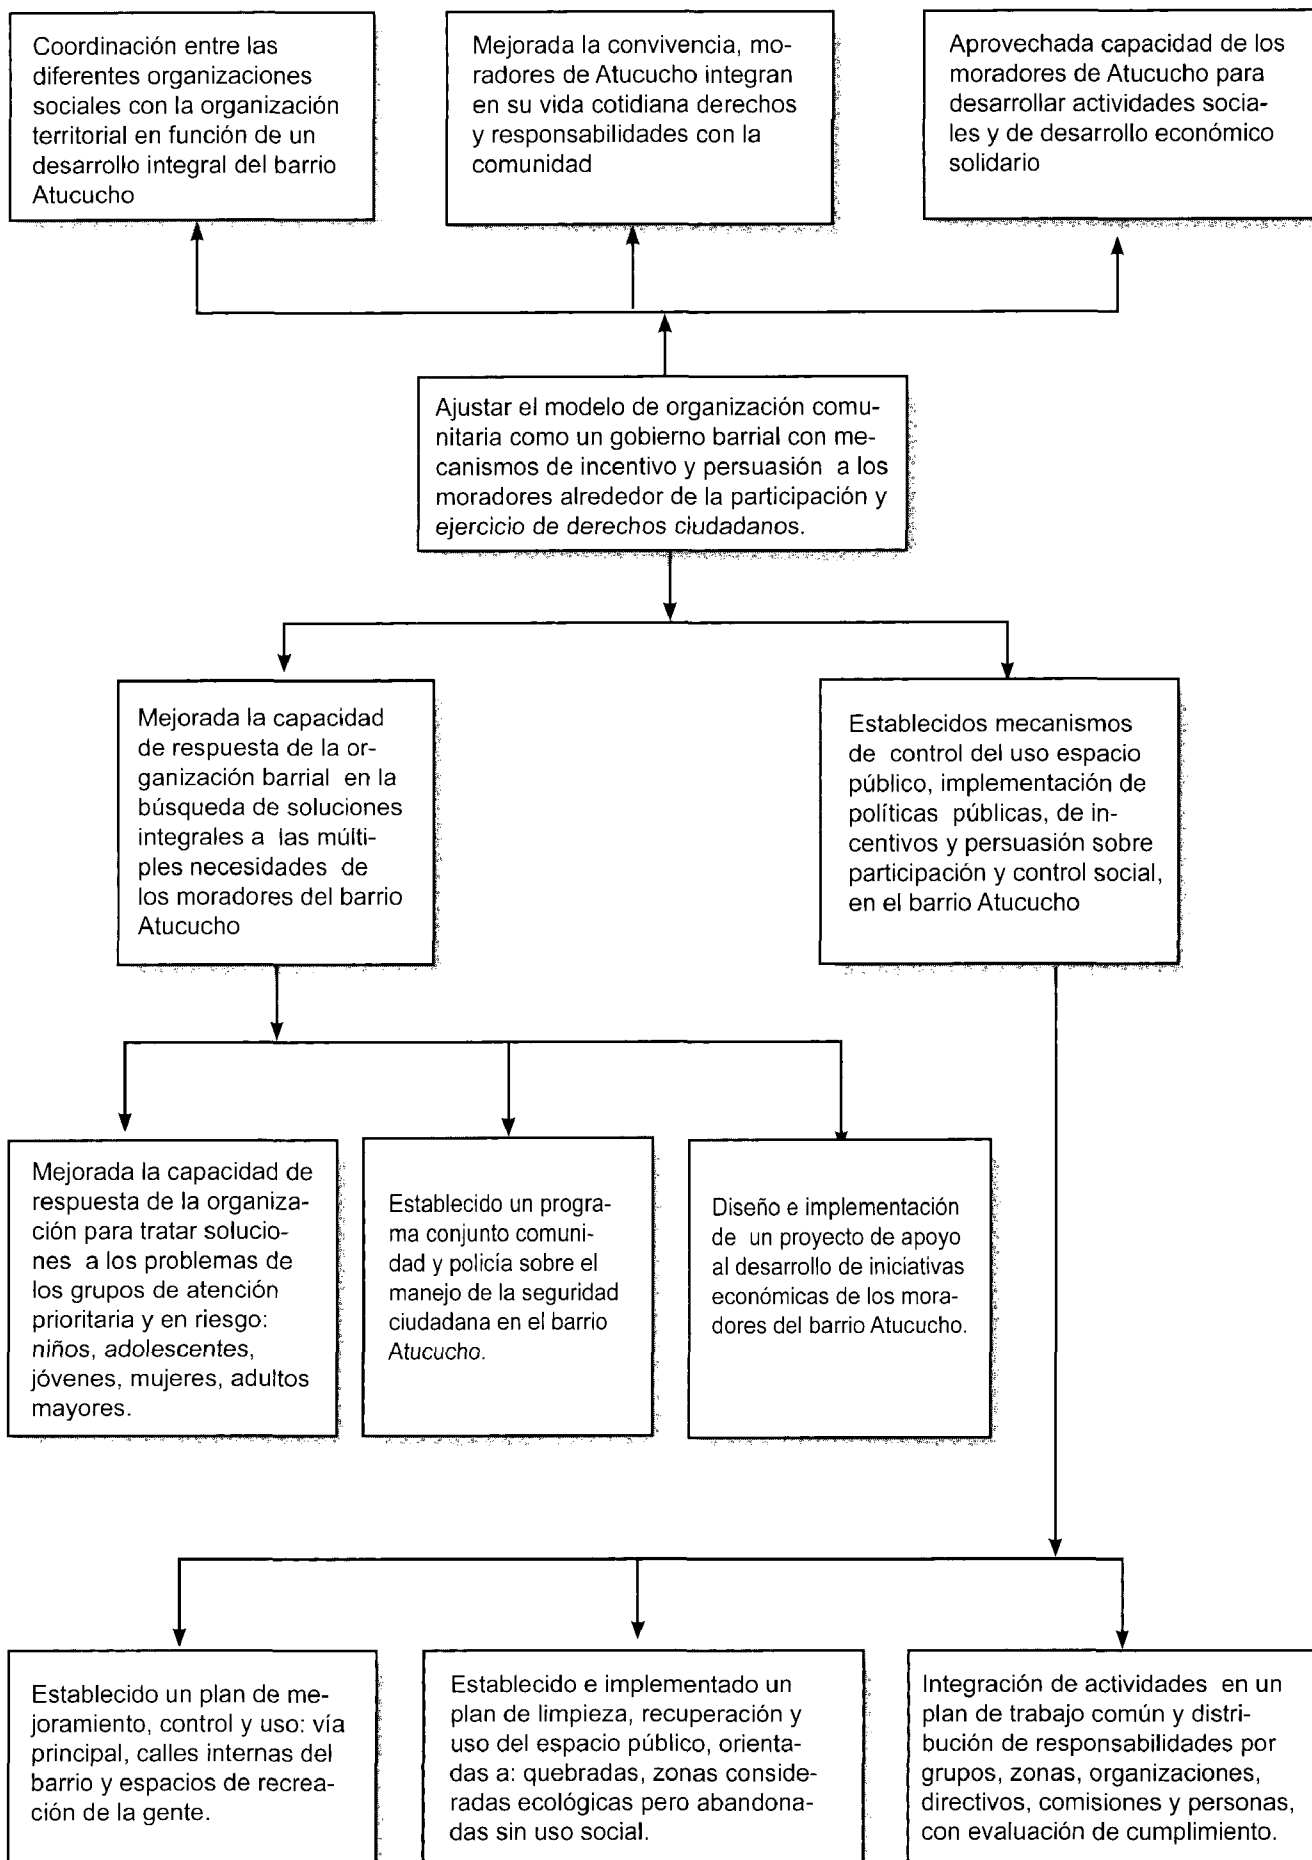 Coordinación entre las
diferentes organizaciones
sociales con la organización
territorial en función de un
desarrollo integral del barrio
Atucucho
Mejorada la convivencia, mo-
radores de Atucucho integran
en su vida cotidiana derechos
y responsabilidades con la
comunidad
Aprovechada capacidad de los
moradores de Atucucho para
desarrollar actividades socia-
les y de desarrollo económico
solidario
Ajustar el modelo de organización comu-
nitaria como un gobierno barrial con me-
canismos de incentivo y persuasión a los
moradores alrededor de la participación y
ejercicio de derechos ciudadanos.
Mejorada la capacidad
de respuesta de la or-
ganización barrial en la
búsqueda de soluciones
integrales a las múlti-
ples necesidades de
los moradores del barrio
Atucucho
Establecidos mecanismos
de control del uso espacio
público, implementación de
políticas públicas, de in-
centivos y persuasión sobre
participación y control social,
en el barrio Atucucho
Mejorada la capacidad de
respuesta de la organiza-
ción para tratar solucio-
nes a los problemas de
los grupos de atención
prioritaria y en riesgo:
niños, adolescentes,
jóvenes, mujeres, adultos
mayores.
Establecido un progra-
ma conjunto comuni-
dad y policía sobre el
manejo de la seguridad
ciudadana en el barrio
Atucucho.
Diseño e implementación
de un proyecto de apoyo
al desarrollo de iniciativas
económicas de los mora-
dores del barrio Atucucho.
Establecido un plan de me-
joramiento, control y uso: vía
principal, calles internas del
barrio y espacios de recrea-
ción de la gente.
Establecido e implementado un
plan de limpieza, recuperación y
uso del espacio público, orienta-
das a: quebradas, zonas conside-
radas ecológicas pero abandona-
das sin uso social.
Integración de actividades en un
plan de trabajo común y distri-
bución de responsabilidades por
grupos, zonas, organizaciones,
directivos, comisiones y personas,
con evaluación de cumplimiento.